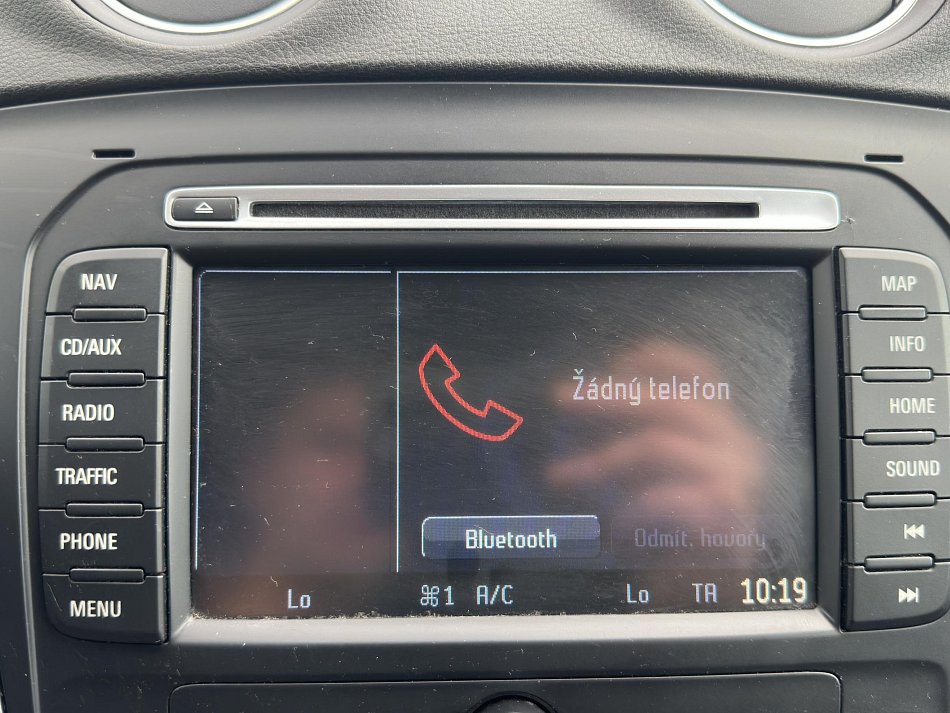 NAV
CD/AUX
RADIO
TRAFFIC
PHONE
MENU
Žádný telefon
Bluetooth
Odmít. hovory
Lo
1 A/C
Lo
TA
10:19
MAP
INFO
HOME
SOUND